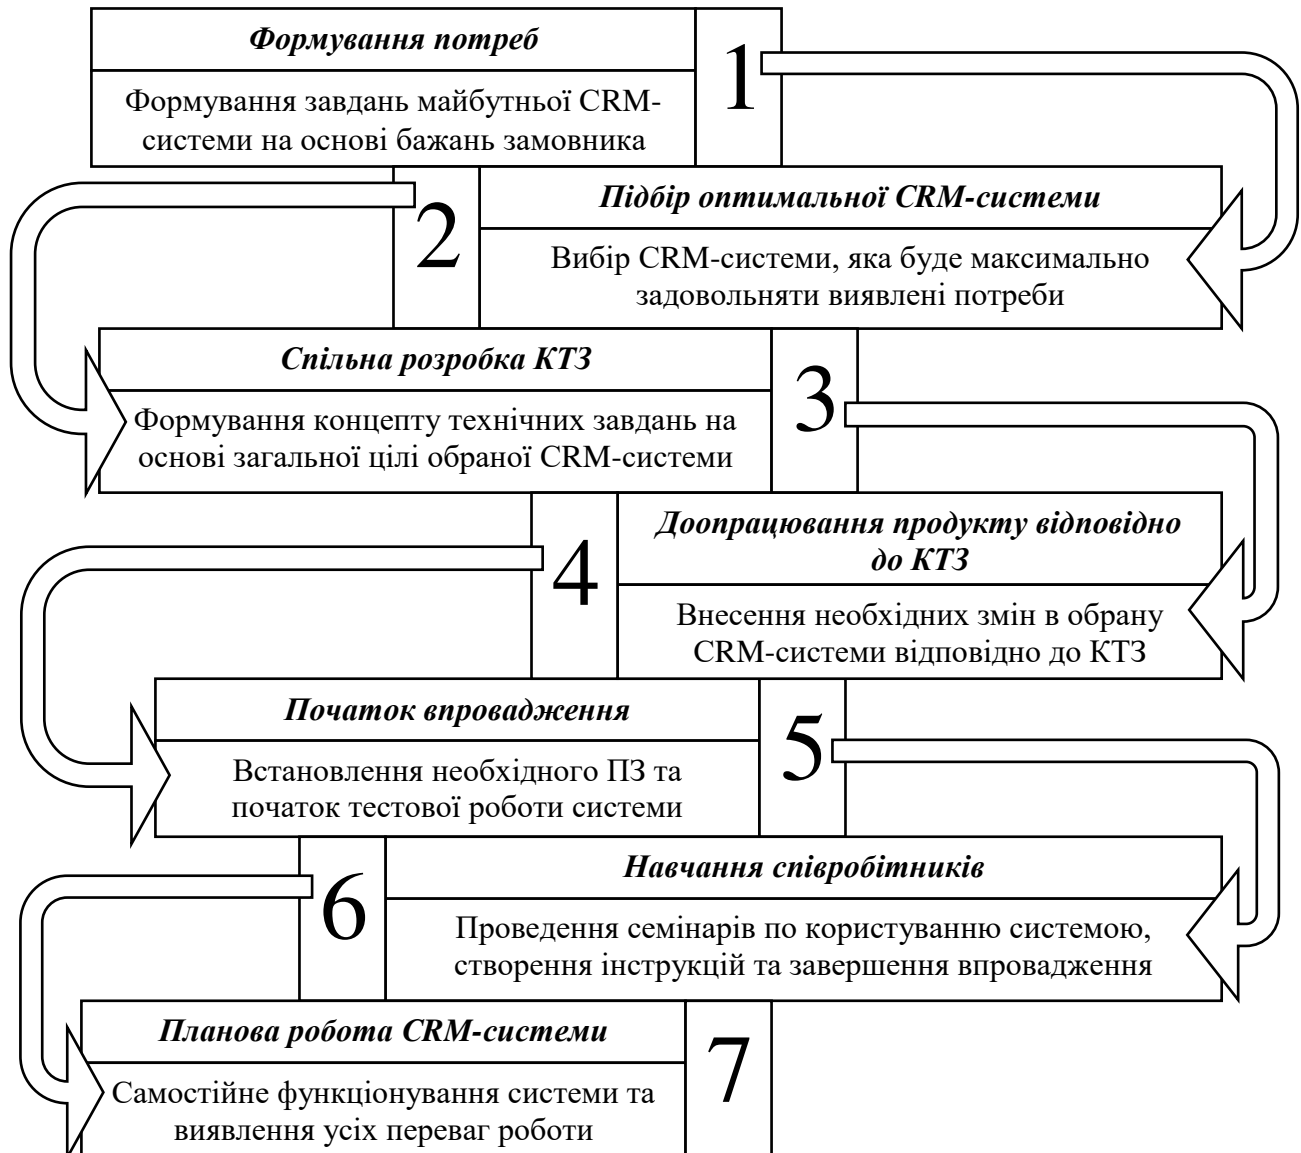 Формування потреб
1
Формування завдань майбутньої CRM-
системи на основі бажань замовника
2
Підбір оптимальної CRM-системи
Вибір CRM-системи, яка буде максимально
задовольняти виявлені потреби
Спільна розробка КТЗ
3
Формування концепту технічних завдань на
основі загальної цілі обраної CRM-системи
4
Доопрацювання продукту відповідно
до КТЗ
Внесення необхідних змін в обрану
CRM-системи відповідно до КТЗ
Початок впровадження
5
Встановлення необхідного ПЗ та
початок тестової роботи системи
6
Навчання співробітників
Проведення семінарів по користуванню системою,
створення інструкцій та завершення впровадження
Планова робота CRM-системи
7
Самостійне функціонування системи та
виявлення усіх переваг роботи